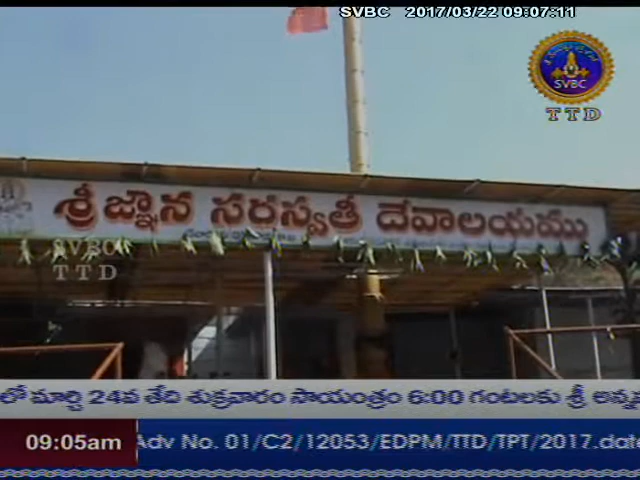 SVBC 2017/03/22 09:07:11
SVBC
TTD
శ్రీ జ్ఞాన సరస్వతీ దేవాలయము
SVBC
TTD
లో మార్చి 24వ తేది శుక్రవారం సాయంత్రం 6:00 గంటలకు శ్రీ
09:05am
Adv No. 01/C2/12053/EDPM/TTD/TPT/2017.date